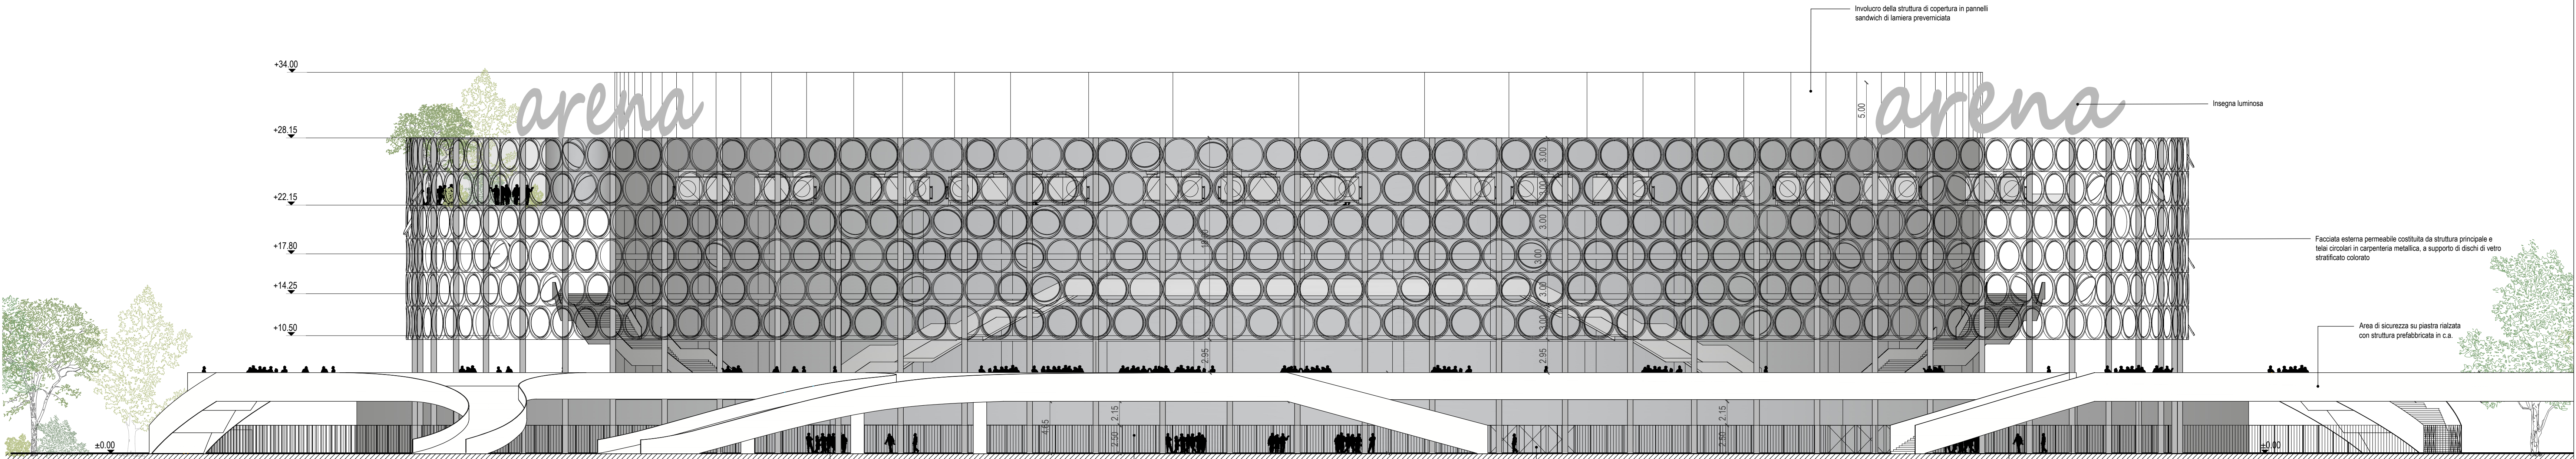 Involucro della struttura di copertura in pannelli
sandwich di lamiera preverniciata
+34.00
arena
arena
5.00
Insegna luminosa
+28.15
3.00
3.00
+22.15
3.00
Facciata esterna permeabile costituita da struttura principale e
telai circolari in carpenteria metallica, a supporto di dischi di vetro
stratificato colorato
+17.80
3.00
+14.25
3.00
+10.50
3.00
Area di sicurezza su piastra rialzata
con struttura prefabbricata in c.a.
2.95
2.95
4.65
2.15
2.50
2.15
2.50
±0.00
±0.00